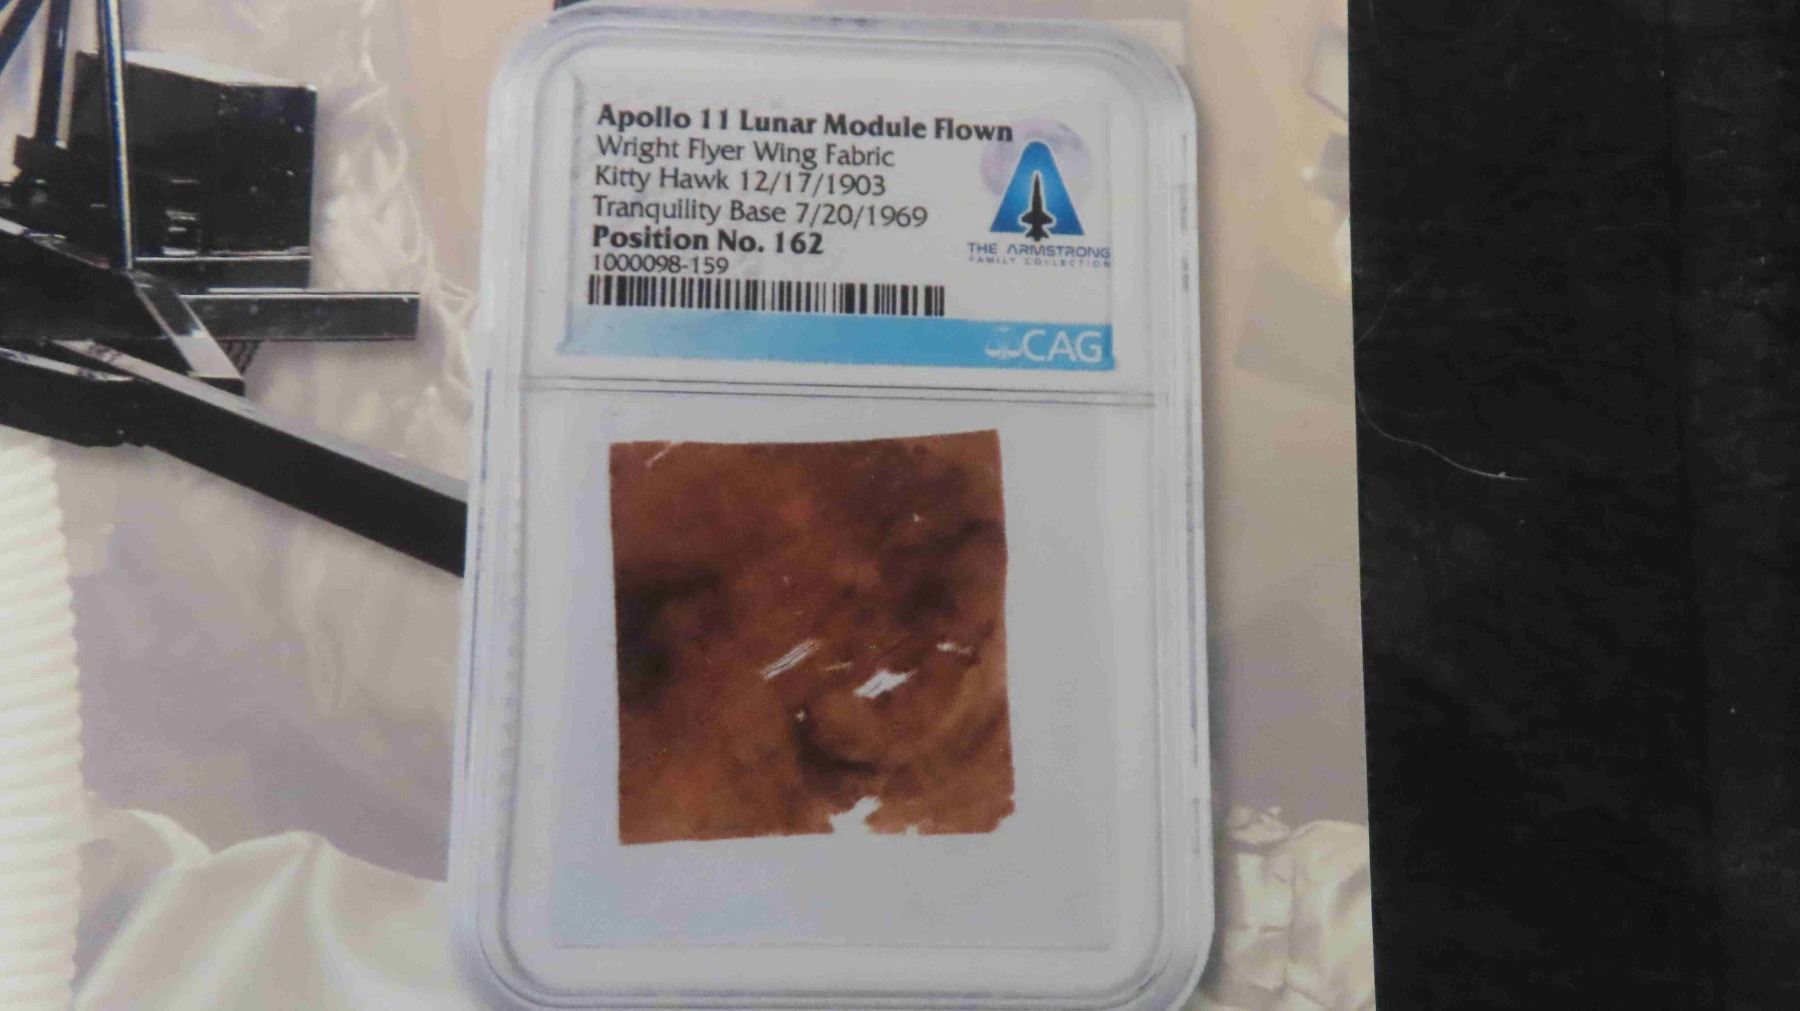 Apollo 11 Lunar Module Flown
Wright Flyer Wing Fabric
Kitty Hawk 12/17/1903
Tranquility Base 7/20/1969
Position No. 162
1000098-159
THE ARMSTRONG
FAMILY COLLECTION
CAG